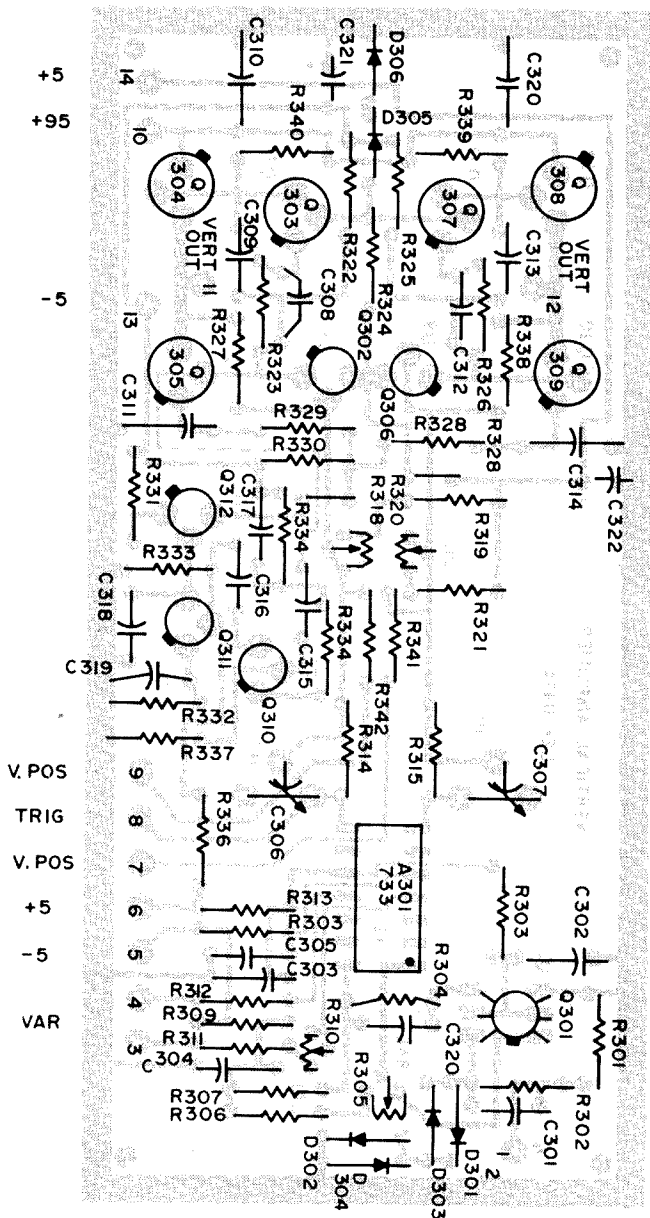 C310
C321
D306
C320
+5
14
+95
10
R340
D305
R339
Q
304
Q
303
Q
307
Q
308
VERT 11
OUT
C309
R322
R325
C313
VERT
OUT
-5
13
R327
R323
C308
R324
Q302
C312
R326
R338
12
Q
305
Q
309
C311
R329
R330
Q306
R328
R328
C314
C322
R331
Q312
C317
R334
R318
R320
R319
R333
C316
C318
Q311
C315
R334
R341
R321
C319
Q310
R342
R332
R337
R314
R315
V. POS
9
C306
C307
TRIG
8
R336
V. POS
7
A301
733
+5
6
R313
R303
R303
C302
-5
5
C305
C303
R304
4
R312
R309
R310
Q301
R301
VAR
3
R311
C304
C320
R307
R306
R305
R302
C301
D302
D
304
D303
D301
1
2